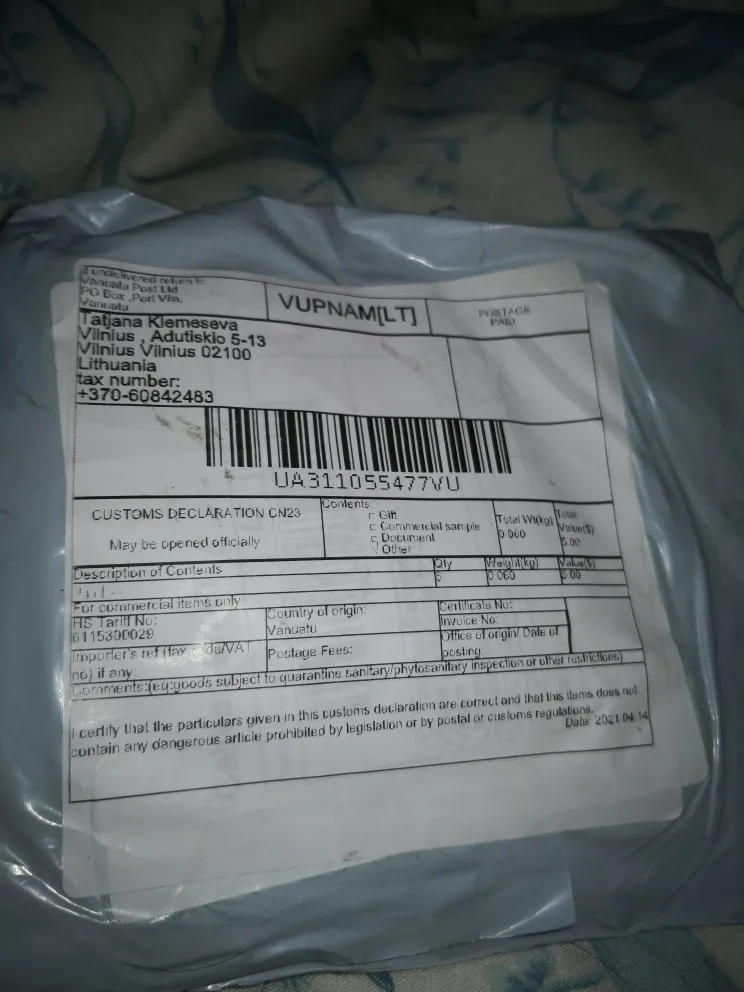 If undelivered return to:
Vanuatu Post Ltd
PO Box ,Port Vila,
Vanuatu
VUPNAM[LT]
POSTAGE
PAID
Tatjana Klemeseva
Vilnius , Adutiskio 5-13
Vilnius Vilnius 02100
Lithuania
tax number:
+370-60842483
UA311055477VU
CUSTOMS DECLARATION CN23
May be opened officially
Contents:
Gift
Commercial sample
Document
Other
Total Wt(kg)
0.060
Total
Value($)
5.00
Description of Contents
Qty
Weight(kg)
Value($)
5
0.060
5.00
For commercial items only
HS Tariff No:
6115300029
Country of origin:
Vanuatu
Certificate No:
Invoice No:
Office of origin/ Date of
posting:
Importer's ref (tax code/VAT
no) if any:
Postage Fees:
Comments:(eg:goods subject to quarantine sanitary/phytosanitary inspection or other restrictions)
I certify that the particulars given in this customs declaration are correct and that this items does not
contain any dangerous article prohibited by legislation or by postal or customs regulations.
Date: 2021-04-14